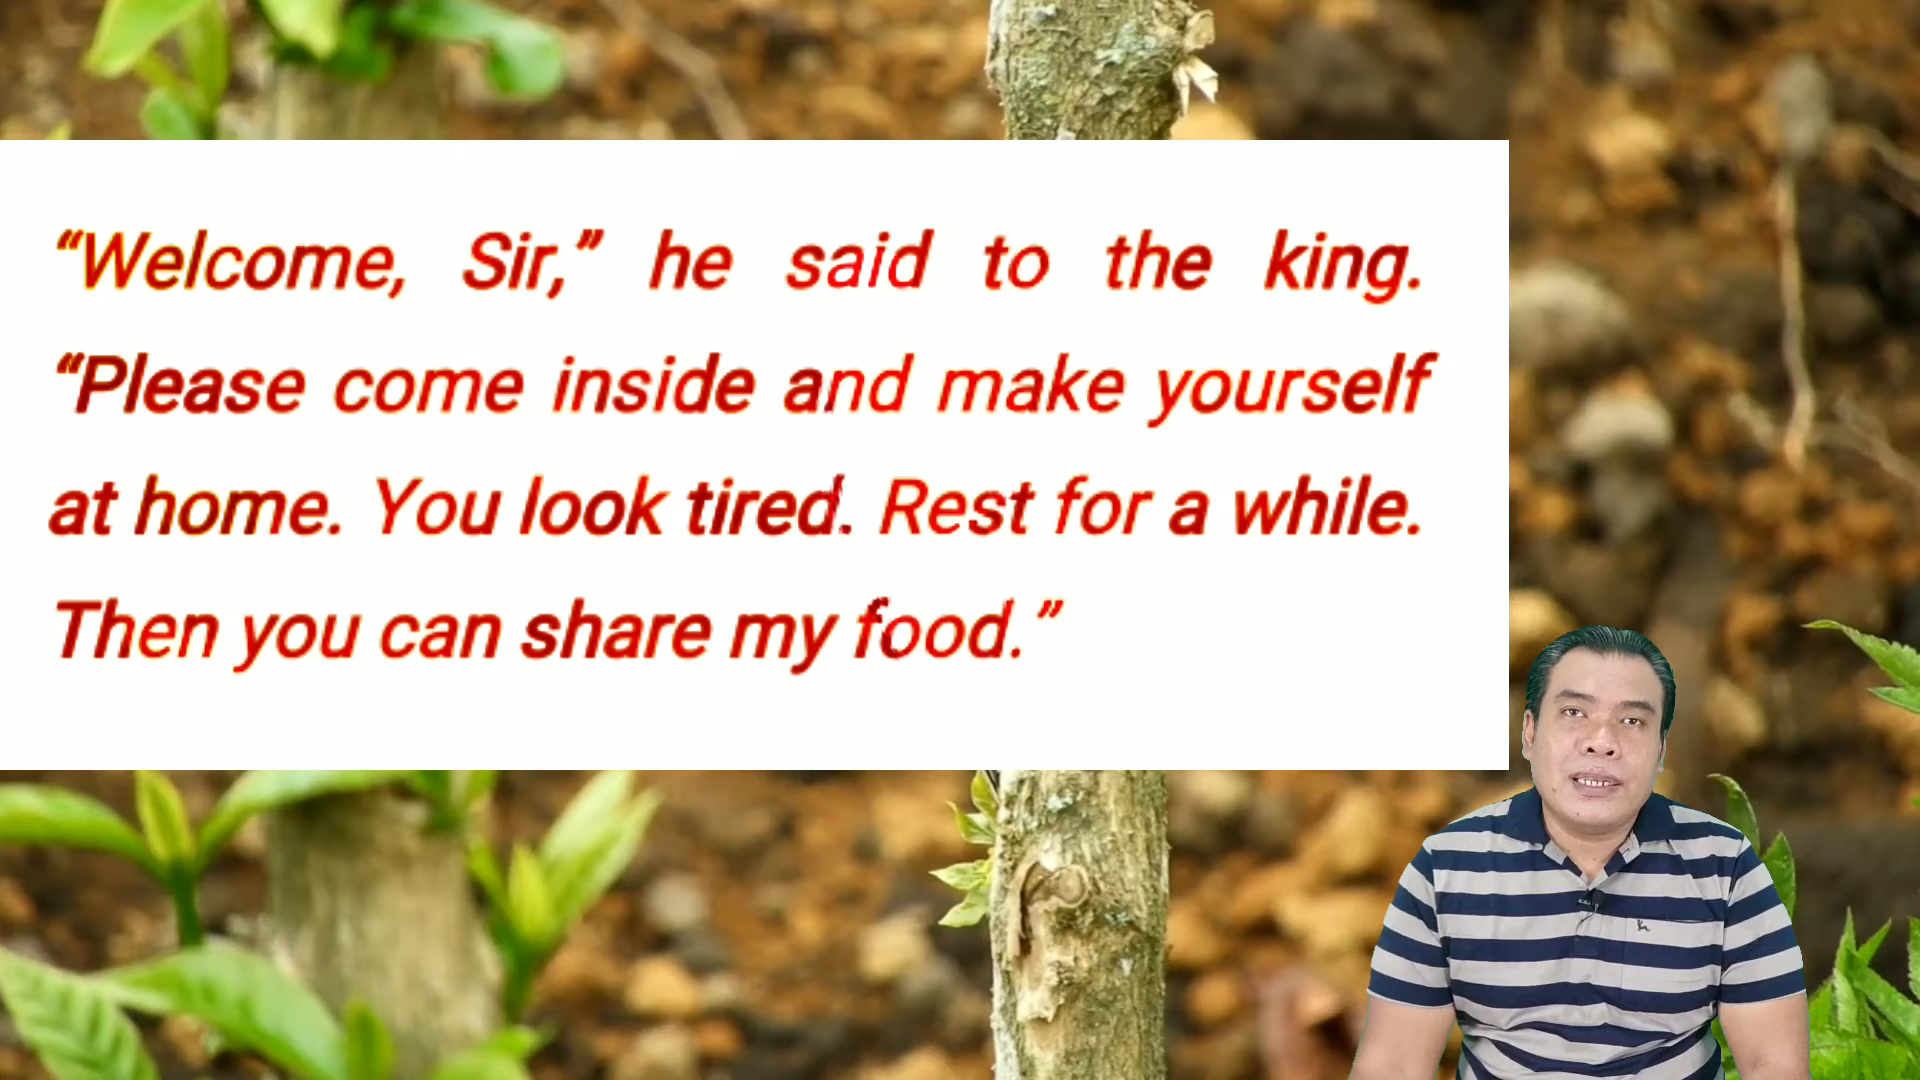 “Welcome, Sir,” he said to the king.
“Please come inside and make yourself
at home. You look tired. Rest for a while.
Then you can share my food.”